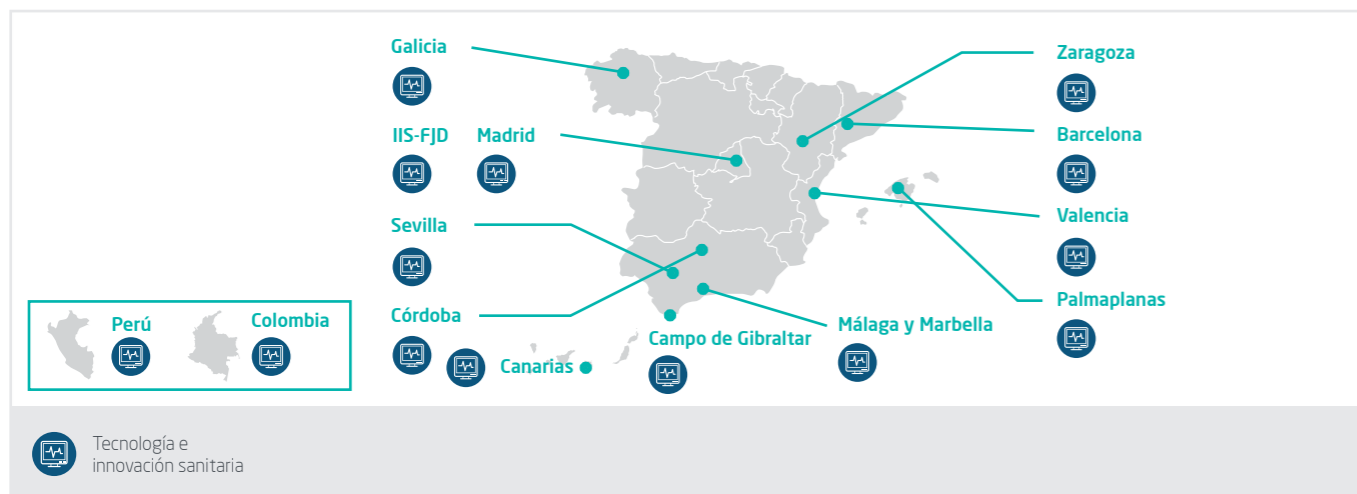 Galicia
Zaragoza
IIS-FJD
Madrid
Barcelona
Sevilla
Valencia
Palmaplanas
Córdoba
Perú
Colombia
Campo de Gibraltar
Málaga y Marbella
Canarias
Tecnología e
innovación sanitaria